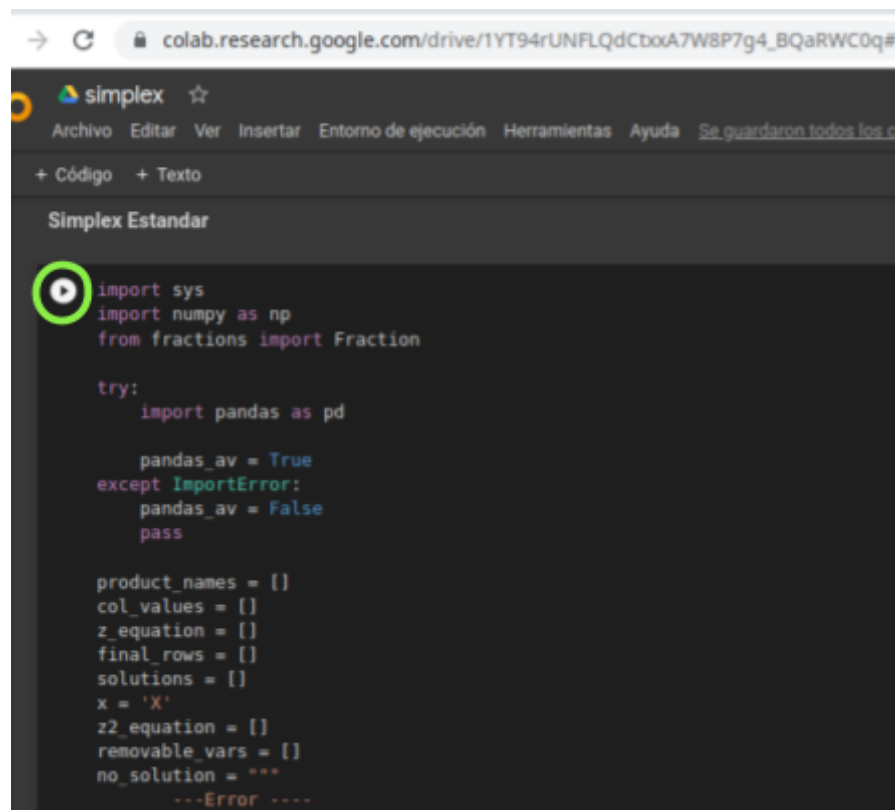 colab.research.google.com/drive/1YT94rUNFLQdCtxxA7W8P7g4_BQaRWC0q#
simplex
Archivo Editar Ver Insertar Entorno de ejecución Herramientas Ayuda Se guardaron todos los c
+ Código + Texto
Simplex Estandar
import sys
import numpy as np
from fractions import Fraction
try:
    import pandas as pd
    pandas_av = True
except ImportError:
    pandas_av = False
    pass
product_names = []
col_values = []
z_equation = []
final_rows = []
solutions = []
x = 'X'
z2_equation = []
removable_vars = []
no_solution = """
        ---Error ----